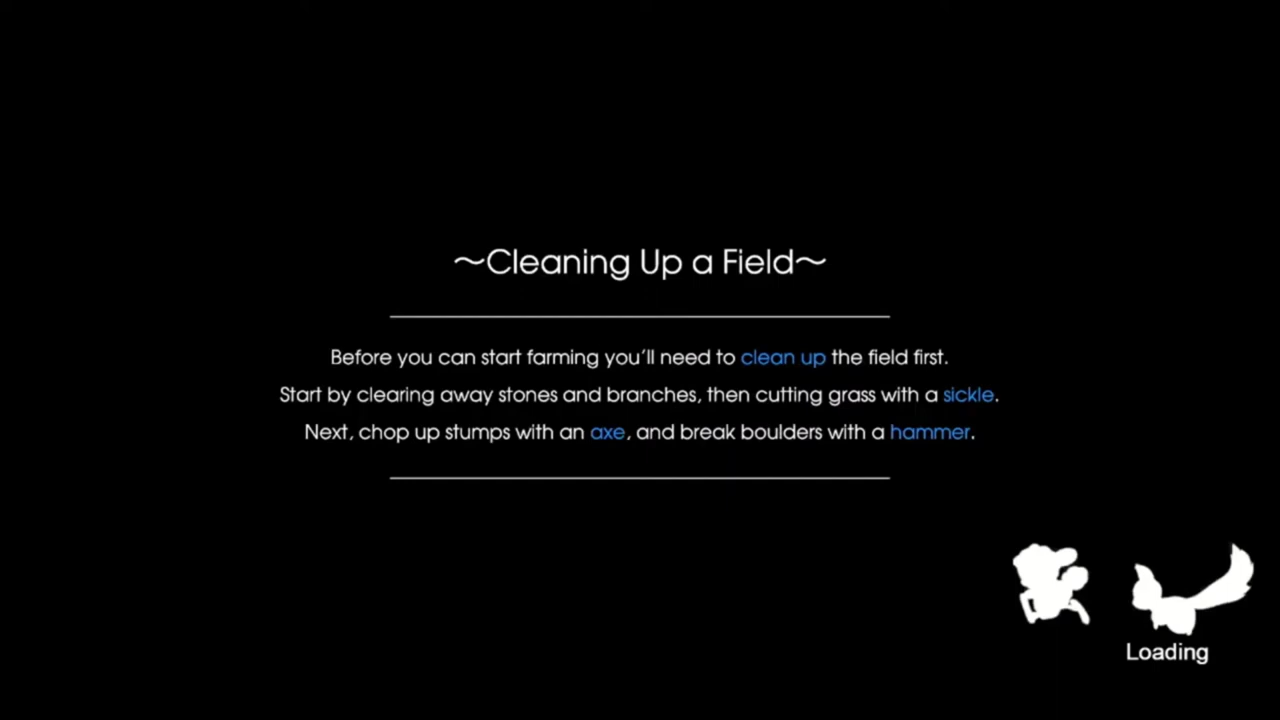 ～Cleaning Up a Field～
Before you can start farming you'll need to clean up the field first.
Start by clearing away stones and branches, then cutting grass with a sickle.
Next, chop up stumps with an axe, and break boulders with a hammer.
Loading